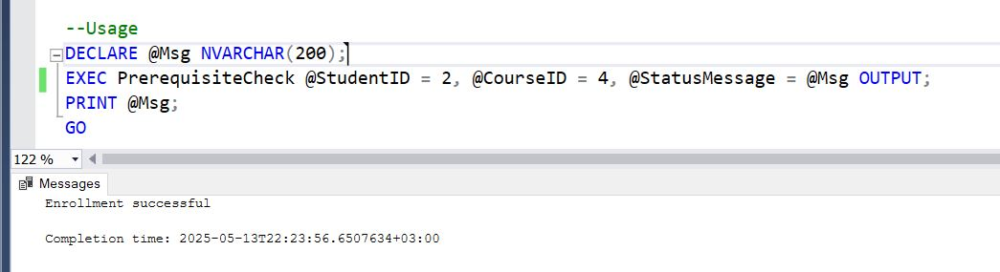 --Usage
DECLARE @Msg NVARCHAR(200);
EXEC PrerequisiteCheck @StudentID = 2, @CourseID = 4, @StatusMessage = @Msg OUTPUT;
PRINT @Msg;
GO
122 %
Messages
Enrollment successful
Completion time: 2025-05-13T22:23:56.6507634+03:00